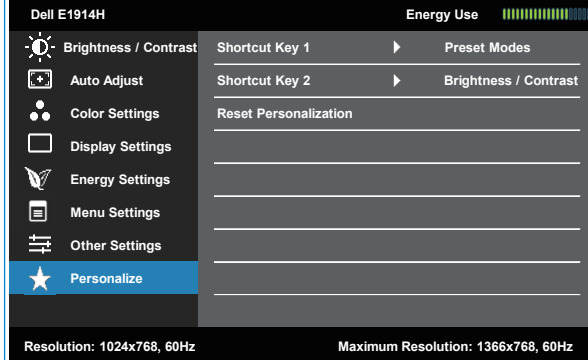 Dell E1914H Energy Use
Brightness / Contrast Shortcut Key 1 Preset Modes
Auto Adjust Shortcut Key 2 Brightness / Contrast
Color Settings Reset Personalization
Display Settings
Energy Settings
Menu Settings
Other Settings
Personalize
Resolution: 1024x768, 60Hz Maximum Resolution: 1366x768, 60Hz